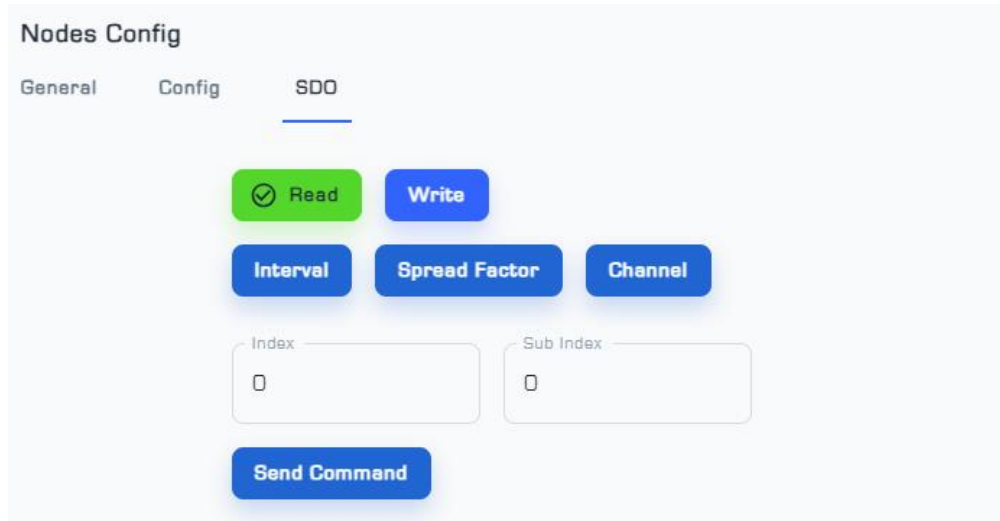 Nodes Config
General Config SDO
Read Write
Interval Spread Factor Channel
Index Sub Index
0 0
Send Command